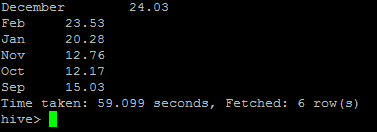 December 24.03
Feb 23.53
Jan 20.28
Nov 12.76
Oct 12.17
Sep 15.03
Time taken: 59.099 seconds, Fetched: 6 row(s)
hive>